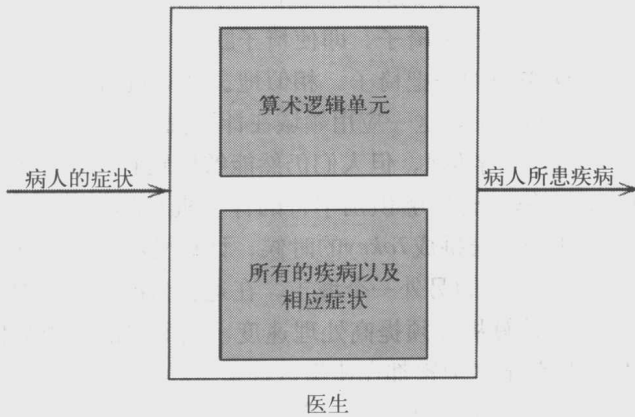 算术逻辑单元
病人的症状
病人所患疾病
所有的疾病以及
相应症状
医生